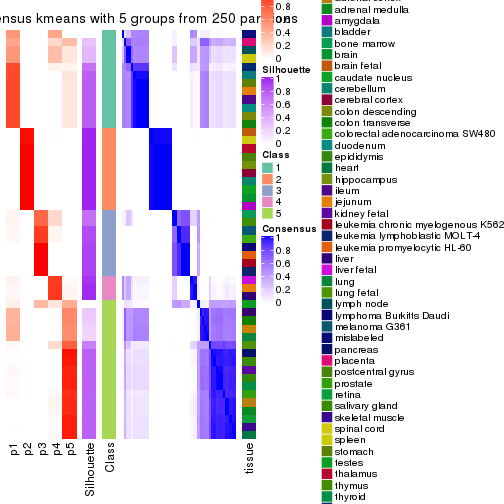 ensus kmeans with 5 groups from 250 par
0.8
0.6
0.4
0.2
0
Silhouette
1
0.8
0.6
0.4
0.2
0
Class
1
2
3
4
5
Consensus
1
0.8
0.6
0.4
0.2
0
p1
p2
p3
p4
p5
Silhouette
Class
tissue
adrenal medulla
amygdala
bladder
bone marrow
brain
brain fetal
caudate nucleus
cerebellum
cerebral cortex
colon descending
colon transverse
colorectal adenocarcinoma SW480
duodenum
epididymis
heart
hippocampus
ileum
jejunum
kidney fetal
leukemia chronic myelogenous K562
leukemia lymphoblastic MOLT-4
leukemia promyelocytic HL-60
liver
liver fetal
lung
lung fetal
lymph node
lymphoma Burkitts Daudi
melanoma G361
mislabeled
pancreas
placenta
postcentral gyrus
prostate
retina
salivary gland
skeletal muscle
spinal cord
spleen
stomach
testes
thalamus
thymus
thyroid